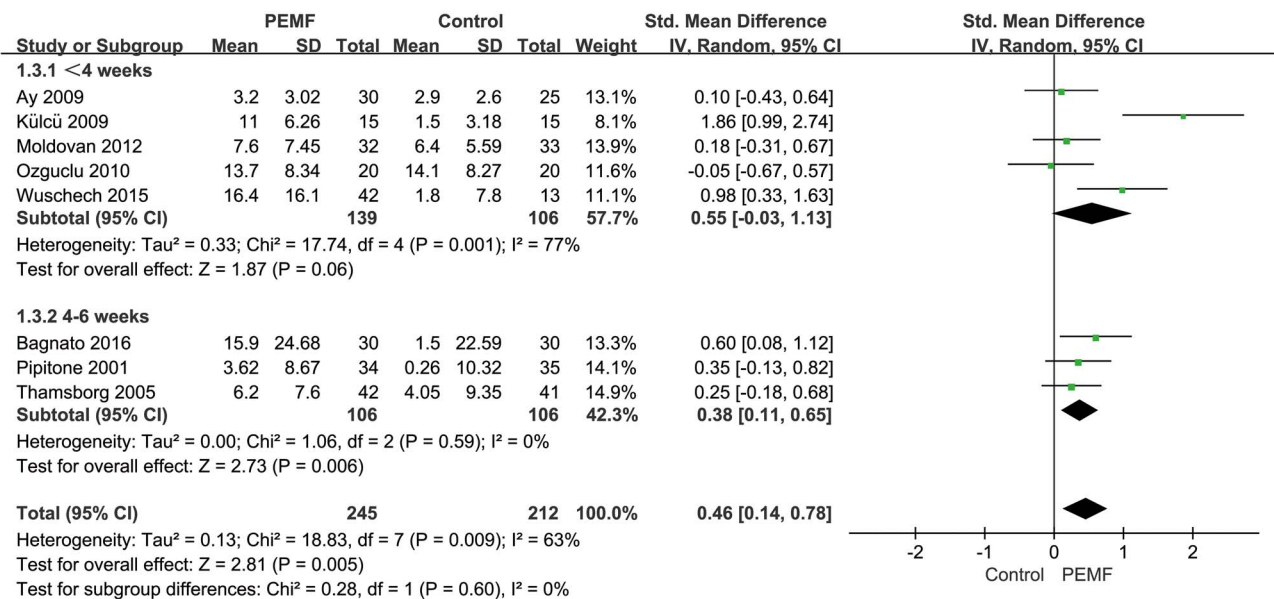 PEMF Control Std. Mean Difference Std. Mean Difference
Study or Subgroup Mean SD Total Mean SD Total Weight IV, Random, 95% CI IV, Random, 95% CI
1.3.1 <4 weeks
Ay 2009 3.2 3.02 30 2.9 2.6 25 13.1% 0.10 [-0.43, 0.64]
Külcü 2009 11 6.26 15 1.5 3.18 15 8.1% 1.86 [0.99, 2.74]
Moldovan 2012 7.6 7.45 32 6.4 5.59 33 13.9% 0.18 [-0.31, 0.67]
Ozguclu 2010 13.7 8.34 20 14.1 8.27 20 11.6% -0.05 [-0.67, 0.57]
Wuschech 2015 16.4 16.1 42 1.8 7.8 13 11.1% 0.98 [0.33, 1.63]
Subtotal (95% CI) 139 106 57.7% 0.55 [-0.03, 1.13]
Heterogeneity: Tau² = 0.33; Chi² = 17.74, df = 4 (P = 0.001); I² = 77%
Test for overall effect: Z = 1.87 (P = 0.06)
1.3.2 4-6 weeks
Bagnato 2016 15.9 24.68 30 1.5 22.59 30 13.3% 0.60 [0.08, 1.12]
Pipitone 2001 3.62 8.67 34 0.26 10.32 35 14.1% 0.35 [-0.13, 0.82]
Thamsborg 2005 6.2 7.6 42 4.05 9.35 41 14.9% 0.25 [-0.18, 0.68]
Subtotal (95% CI) 106 106 42.3% 0.38 [0.11, 0.65]
Heterogeneity: Tau² = 0.00; Chi² = 1.06, df = 2 (P = 0.59); I² = 0%
Test for overall effect: Z = 2.73 (P = 0.006)
Total (95% CI) 245 212 100.0% 0.46 [0.14, 0.78]
Heterogeneity: Tau² = 0.13; Chi² = 18.83, df = 7 (P = 0.009); I² = 63%
Test for overall effect: Z = 2.81 (P = 0.005)
Test for subgroup differences: Chi² = 0.28, df = 1 (P = 0.60), I² = 0%
-2 -1 0 1 2
Control PEMF